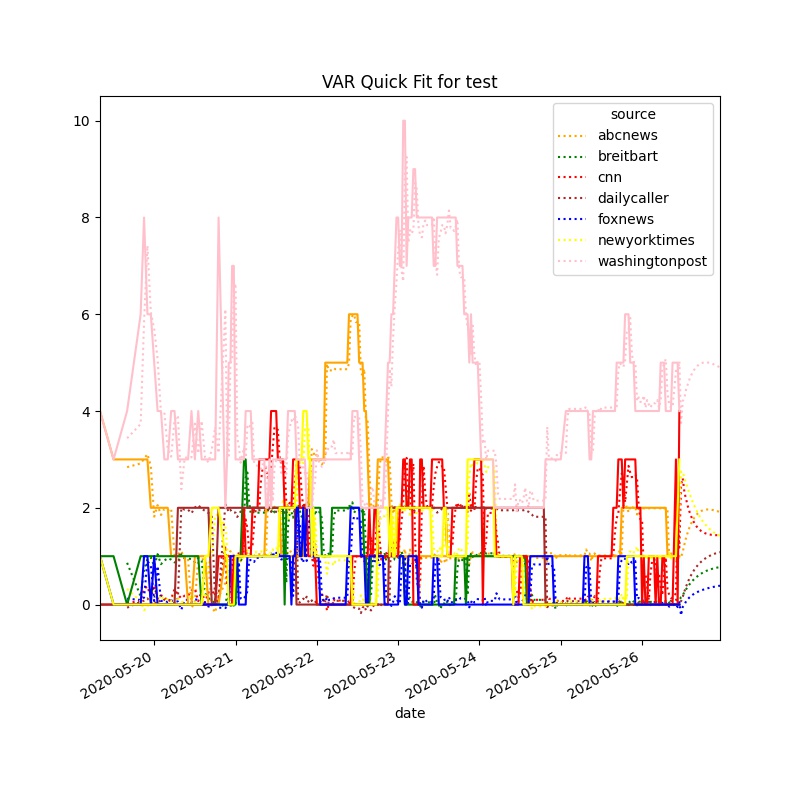 VAR Quick Fit for test
source
abcnews
breitbart
cnn
dailycaller
foxnews
newyorktimes
washingtonpost
10
8
6
4
2
0
2020-05-20
2020-05-21
2020-05-22
2020-05-23
2020-05-24
2020-05-25
2020-05-26
date